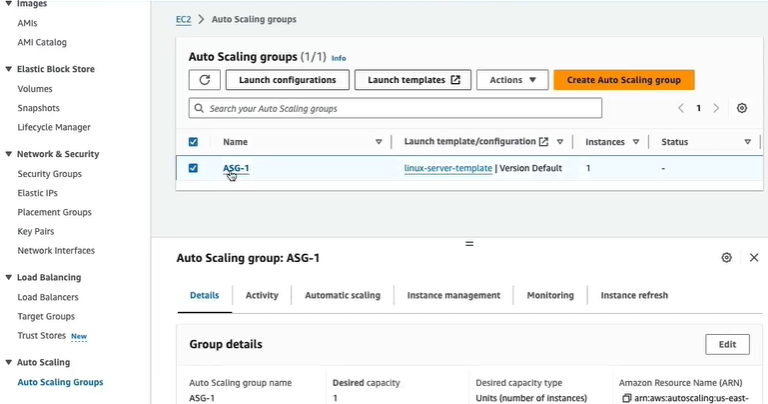 Images
AMIs
AMI Catalog
Elastic Block Store
Volumes
Snapshots
Lifecycle Manager
Network & Security
Security Groups
Elastic IPs
Placement Groups
Key Pairs
Network Interfaces
Load Balancing
Load Balancers
Target Groups
Trust Stores New
Auto Scaling
Auto Scaling Groups
EC2 > Auto Scaling groups
Auto Scaling groups (1/1) Info
Launch configurations Launch templates Actions Create Auto Scaling group
Search your Auto Scaling groups
1
Name Launch template/configuration Instances Status
ASG-1 linux-server-template | Version Default 1 -
Auto Scaling group: ASG-1
Details Activity Automatic scaling Instance management Monitoring Instance refresh
Group details Edit
Auto Scaling group name Desired capacity Desired capacity type Amazon Resource Name (ARN)
ASG-1 1 Units (number of instances) arn:aws:autoscaling:us-east-